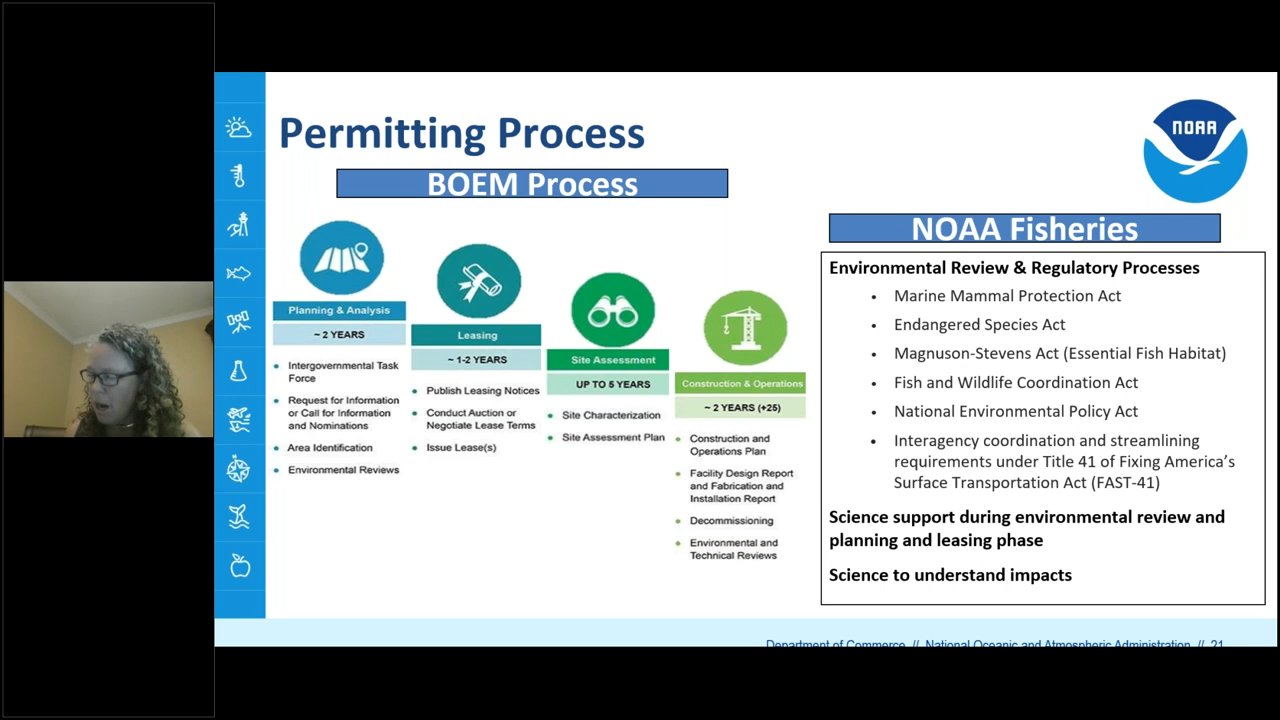 Permitting Process
NOAA
BOEM Process
Planning & Analysis
~ 2 YEARS
Intergovernmental Task
Force
Request for Information
or Call for Information
and Nominations
Area Identification
Environmental Reviews
Leasing
~ 1-2 YEARS
Publish Leasing Notices
Conduct Auction or
Negotiate Lease Terms
Issue Lease(s)
Site Assessment
UP TO 5 YEARS
Site Characterization
Site Assessment Plan
Construction & Operations
~ 2 YEARS (+25)
Construction and
Operations Plan
Facility Design Report
and Fabrication and
Installation Report
Decommissioning
Environmental and
Technical Reviews
NOAA Fisheries
Environmental Review & Regulatory Processes
Marine Mammal Protection Act
Endangered Species Act
Magnuson-Stevens Act (Essential Fish Habitat)
Fish and Wildlife Coordination Act
National Environmental Policy Act
Interagency coordination and streamlining
requirements under Title 41 of Fixing America's
Surface Transportation Act (FAST-41)
Science support during environmental review and
planning and leasing phase
Science to understand impacts
Department of Commerce // National Oceanic and Atmospheric Administration // 21